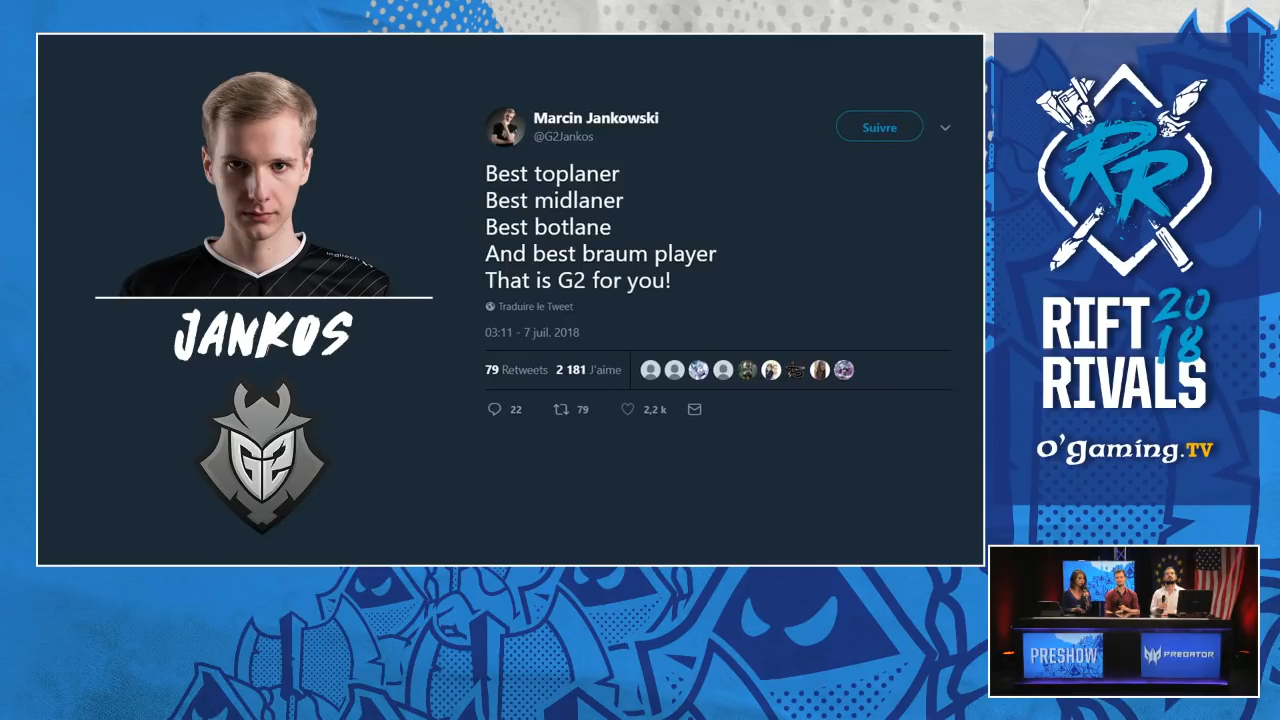 Marcin Jankowski
@G2Jankos
Suivre
Best toplaner
Best midlaner
Best botlane
And best braum player
That is G2 for you!
Traduire le Tweet
03:11 - 7 juil. 2018
79 Retweets 2 181 J'aime
22 79 2,2 k
JANKOS
G2
RR
RIFT 2018
RIVALS
O'Gaming.TV
PRESHOW
PREDATOR